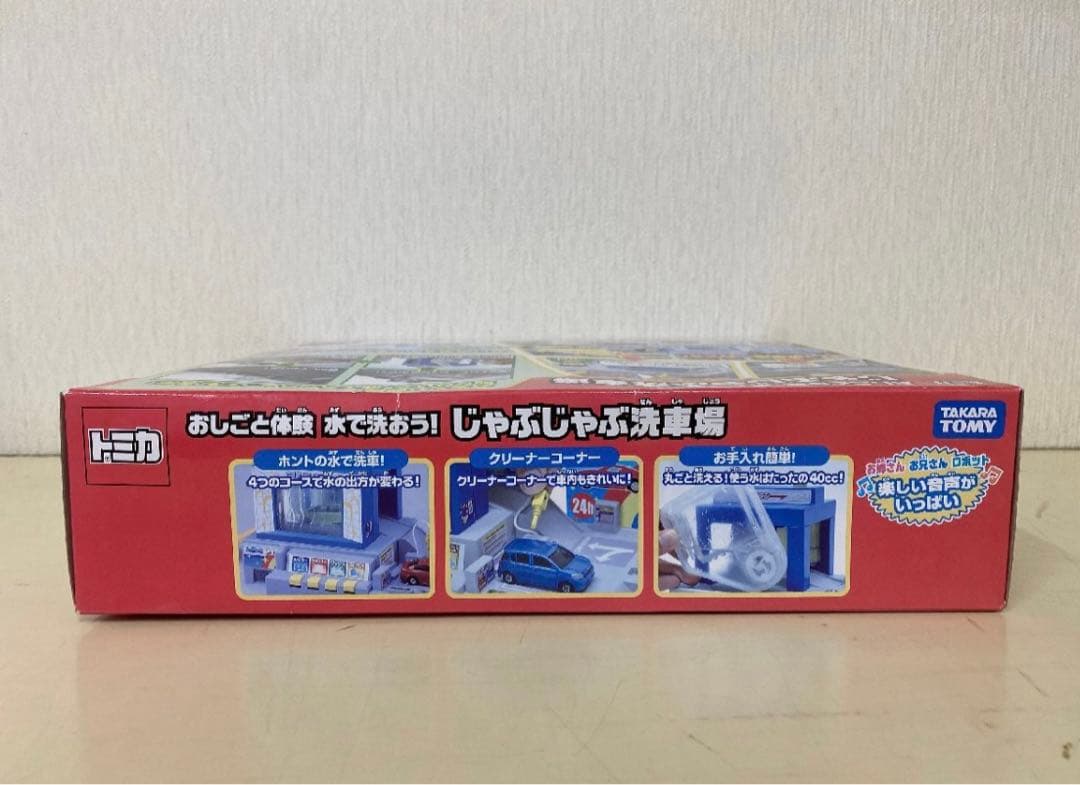 トミカ
おしごと体験 水で洗おう! じゃぶじゃぶ洗車場
TAKARA
TOMY
ホントの水で洗車!
4つのコースで水の出方が変わる!
クリーナーコーナー
クリーナーコーナーで車内もきれいに!
24h
お手入れ簡単!
丸ごと洗える!使う水はたったの40cc!
お姉さん お兄さん ロボット
楽しい音声が
いっぱい